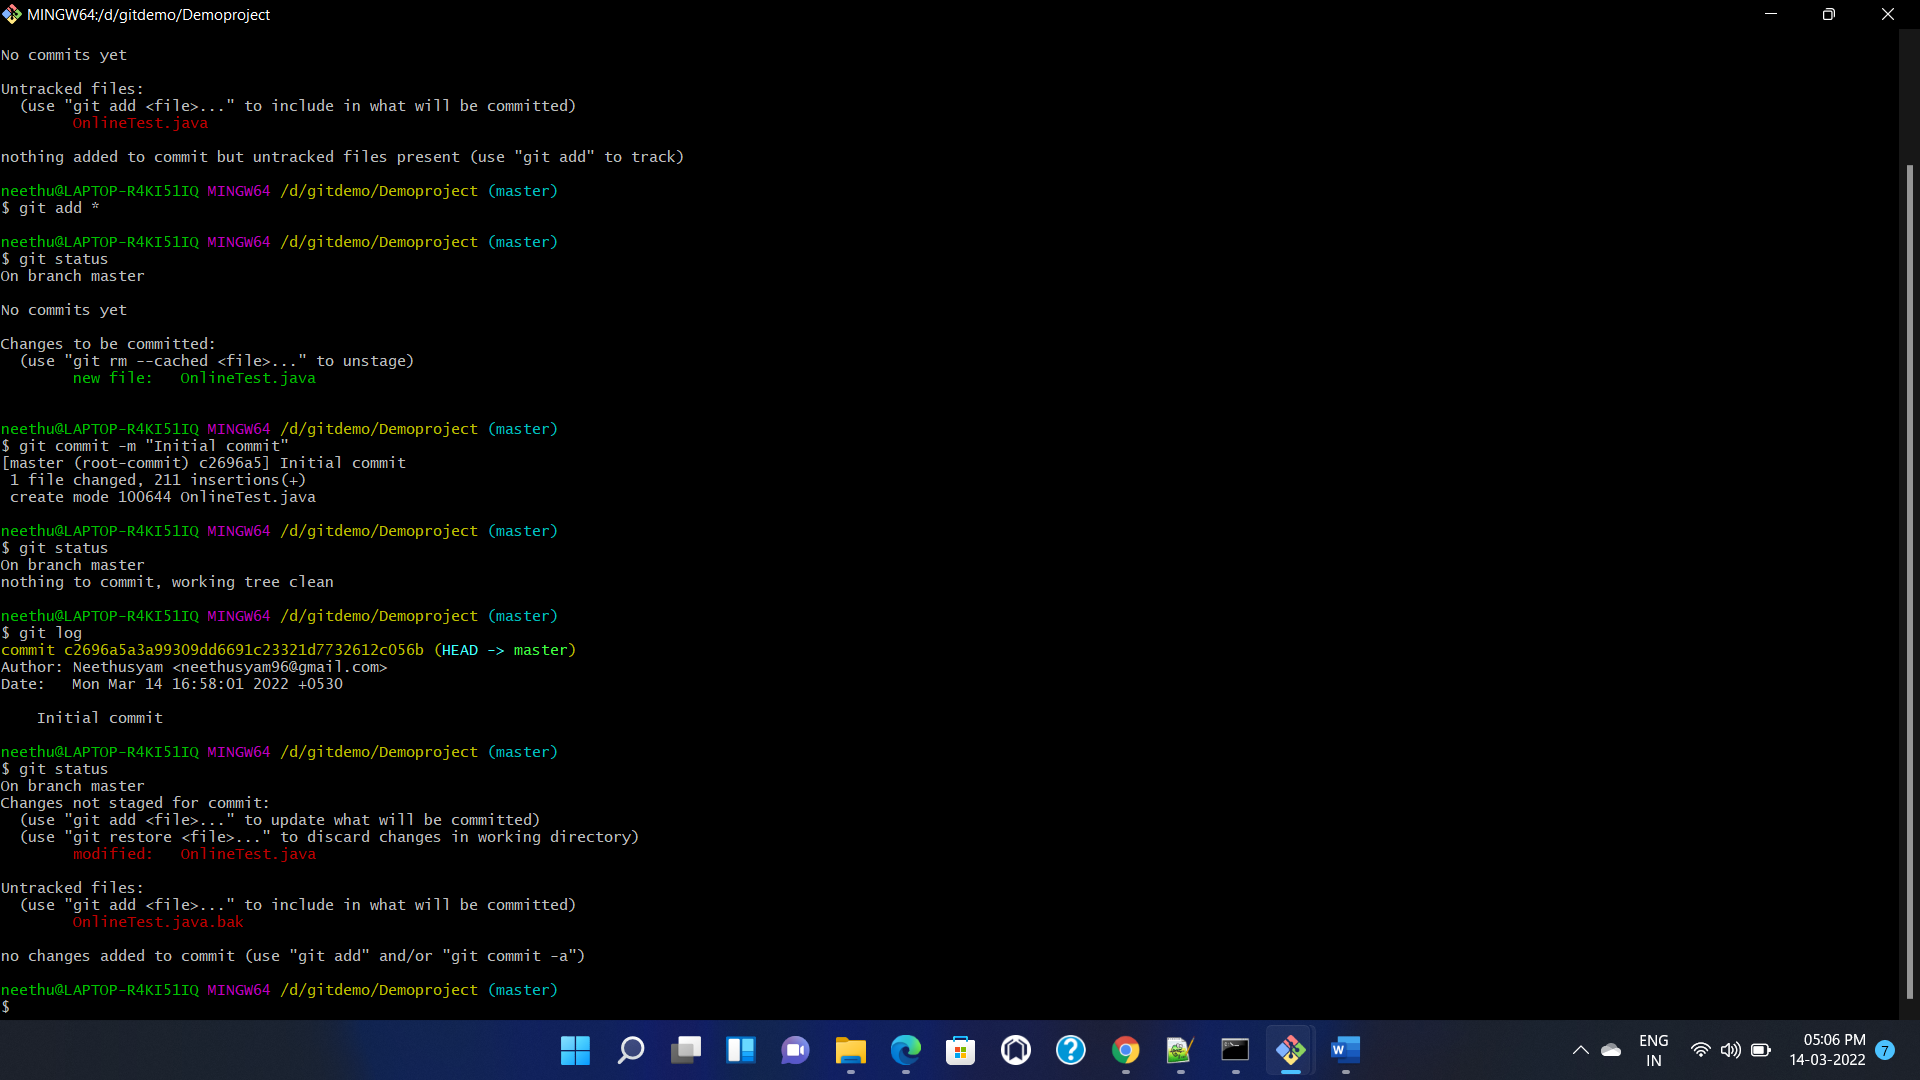 MINGW64:/d/gitdemo/Demoproject
No commits yet
Untracked files:
  (use "git add <file>..." to include in what will be committed)
        OnlineTest.java
nothing added to commit but untracked files present (use "git add" to track)
neethu@LAPTOP-R4KI51IQ MINGW64 /d/gitdemo/Demoproject (master)
$ git add *
neethu@LAPTOP-R4KI51IQ MINGW64 /d/gitdemo/Demoproject (master)
$ git status
On branch master
No commits yet
Changes to be committed:
  (use "git rm --cached <file>..." to unstage)
        new file:   OnlineTest.java
neethu@LAPTOP-R4KI51IQ MINGW64 /d/gitdemo/Demoproject (master)
$ git commit -m "Initial commit"
[master (root-commit) c2696a5] Initial commit
 1 file changed, 211 insertions(+)
 create mode 100644 OnlineTest.java
neethu@LAPTOP-R4KI51IQ MINGW64 /d/gitdemo/Demoproject (master)
$ git status
On branch master
nothing to commit, working tree clean
neethu@LAPTOP-R4KI51IQ MINGW64 /d/gitdemo/Demoproject (master)
$ git log
commit c2696a5a3a99309dd6691c23321d7732612c056b (HEAD -> master)
Author: Neethusyam <neethusyam96@gmail.com>
Date:   Mon Mar 14 16:58:01 2022 +0530
    Initial commit
neethu@LAPTOP-R4KI51IQ MINGW64 /d/gitdemo/Demoproject (master)
$ git status
On branch master
Changes not staged for commit:
  (use "git add <file>..." to update what will be committed)
  (use "git restore <file>..." to discard changes in working directory)
        modified:   OnlineTest.java
Untracked files:
  (use "git add <file>..." to include in what will be committed)
        OnlineTest.java.bak
no changes added to commit (use "git add" and/or "git commit -a")
neethu@LAPTOP-R4KI51IQ MINGW64 /d/gitdemo/Demoproject (master)
$
ENG
IN
05:06 PM
14-03-2022
7